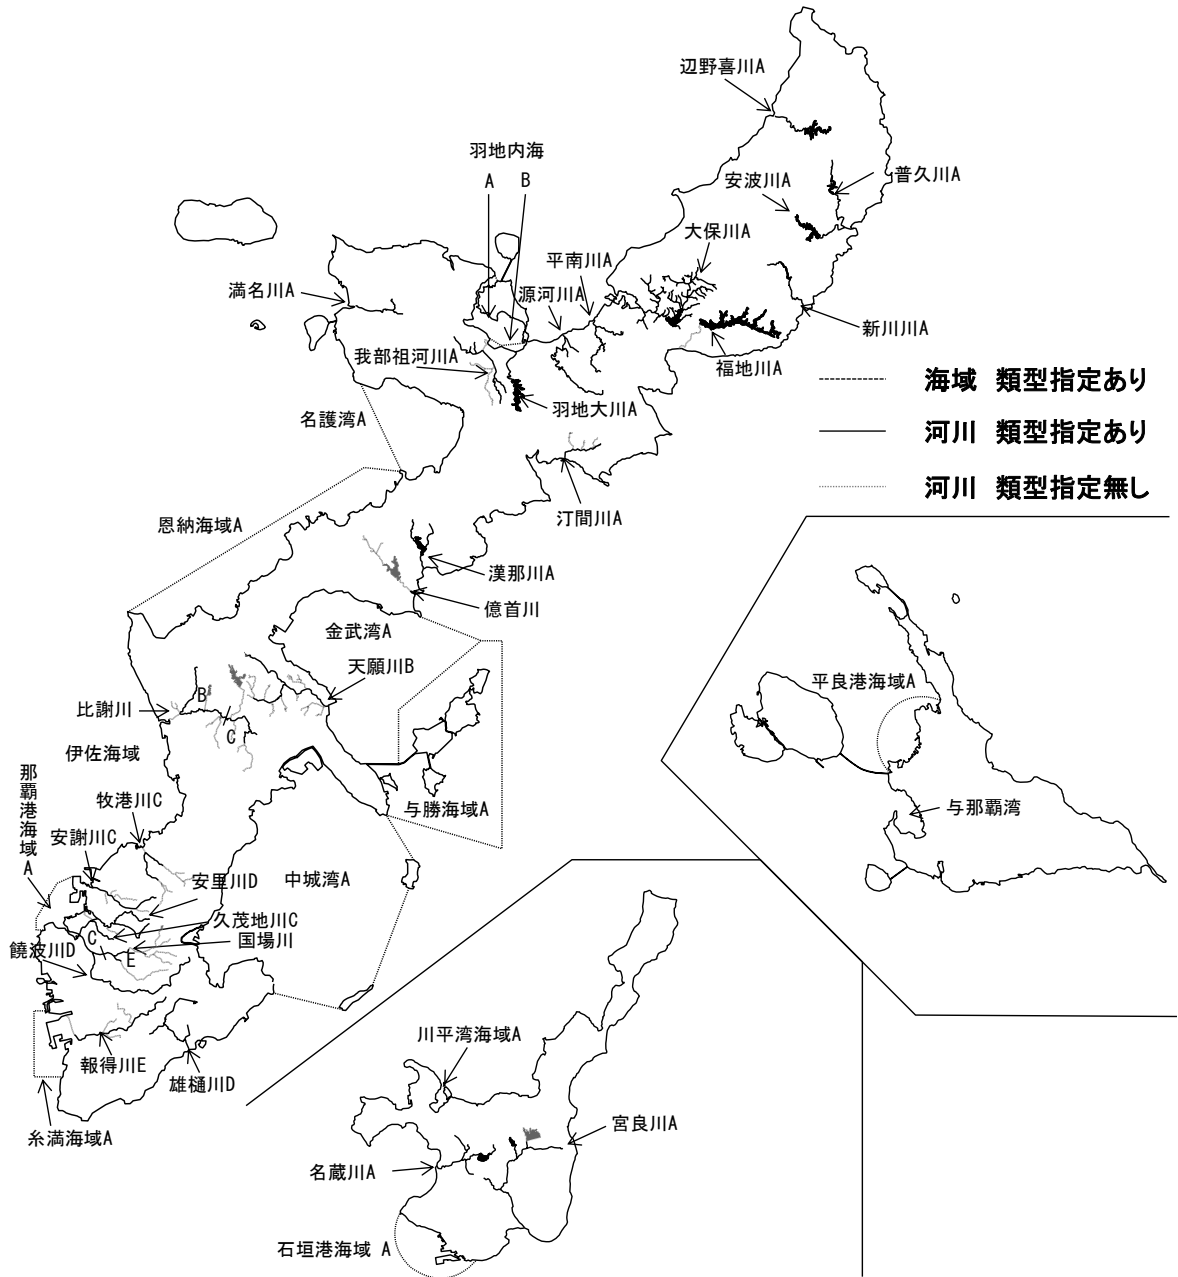 辺野喜川A
羽地内海
A B
安波川A
普久川A
大保川A
平南川A
満名川A
源河川A
新川川A
我部祖河川A
福地川A
海域 類型指定あり
羽地大川A
名護湾A
河川 類型指定あり
河川 類型指定無し
汀間川A
恩納海域A
漢那川A
億首川
金武湾A
天願川B
平良港海域A
B
比謝川
C
伊佐海域
那覇港海域A
牧港川C
与勝海域A
与那覇湾
安謝川C
安里川D
中城湾A
久茂地川C
C
国場川
饒波川D
E
報得川E
雄樋川D
川平湾海域A
糸満海域A
宮良川A
名蔵川A
石垣港海域 A